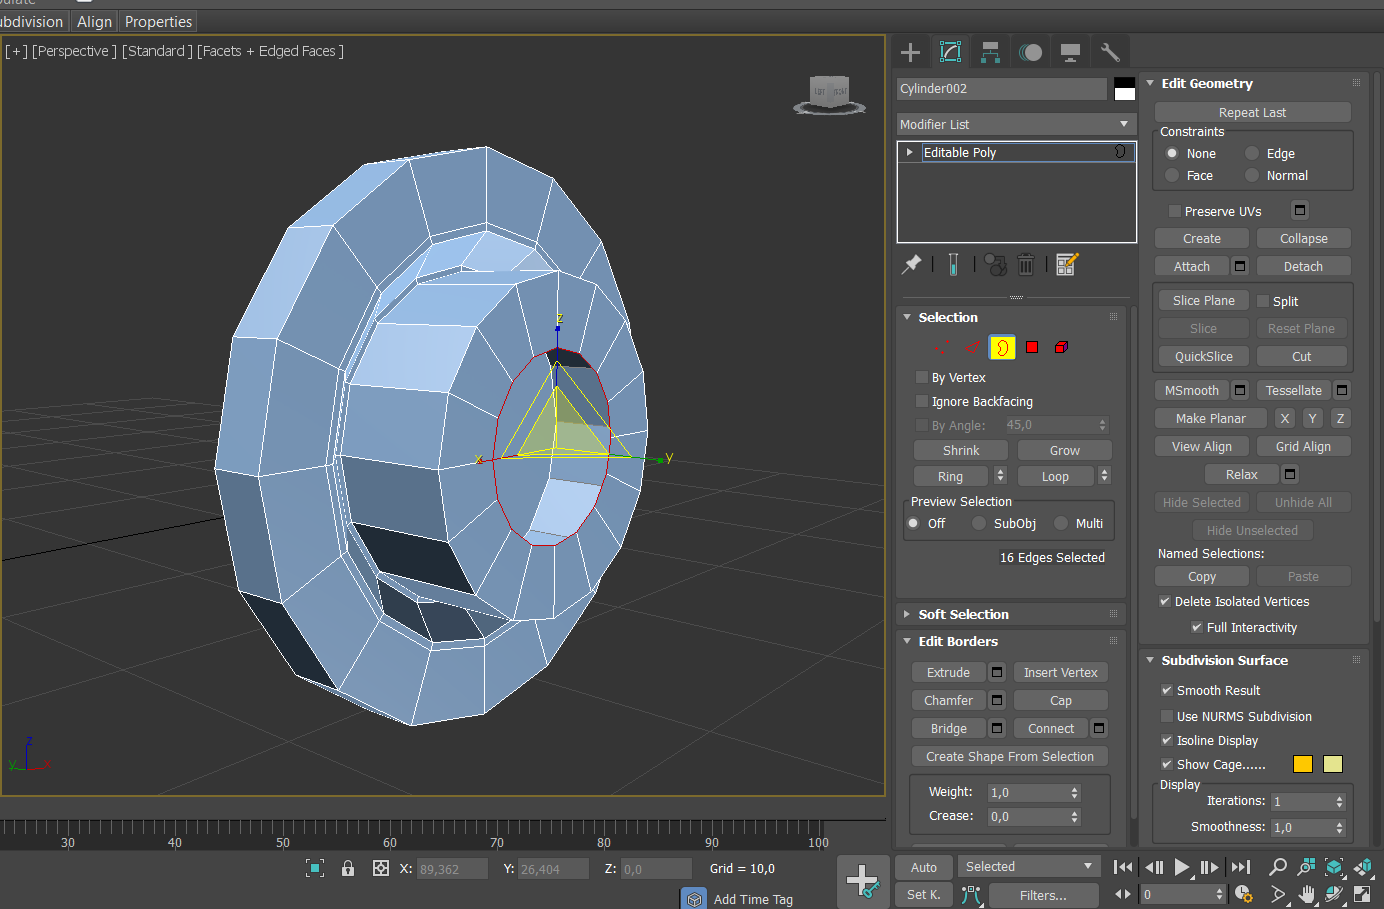 ubdivision Align Properties
[+] [Perspective ] [Standard ] [Facets + Edged Faces ]
z
x
y
z
y
x
30 40 50 60 70 80 90 100
X: 89,362 Y: 26,404 Z: 0,0 Grid = 10,0
Add Time Tag
Cylinder002
Modifier List
Editable Poly
Selection
By Vertex
Ignore Backfacing
By Angle: 45,0
Shrink Grow
Ring Loop
Preview Selection
Off SubObj Multi
16 Edges Selected
Soft Selection
Edit Borders
Extrude Insert Vertex
Chamfer Cap
Bridge Connect
Create Shape From Selection
Weight: 1,0
Crease: 0,0
Edit Geometry
Repeat Last
Constraints
None Edge
Face Normal
Preserve UVs
Create Collapse
Attach Detach
Slice Plane Split
Slice Reset Plane
QuickSlice Cut
MSmooth Tessellate
Make Planar X Y Z
View Align Grid Align
Relax
Hide Selected Unhide All
Hide Unselected
Named Selections:
Copy Paste
Delete Isolated Vertices
Full Interactivity
Subdivision Surface
Smooth Result
Use NURMS Subdivision
Isoline Display
Show Cage......
Display
Iterations: 1
Smoothness: 1,0
Auto Selected
Set K. Filters... 0